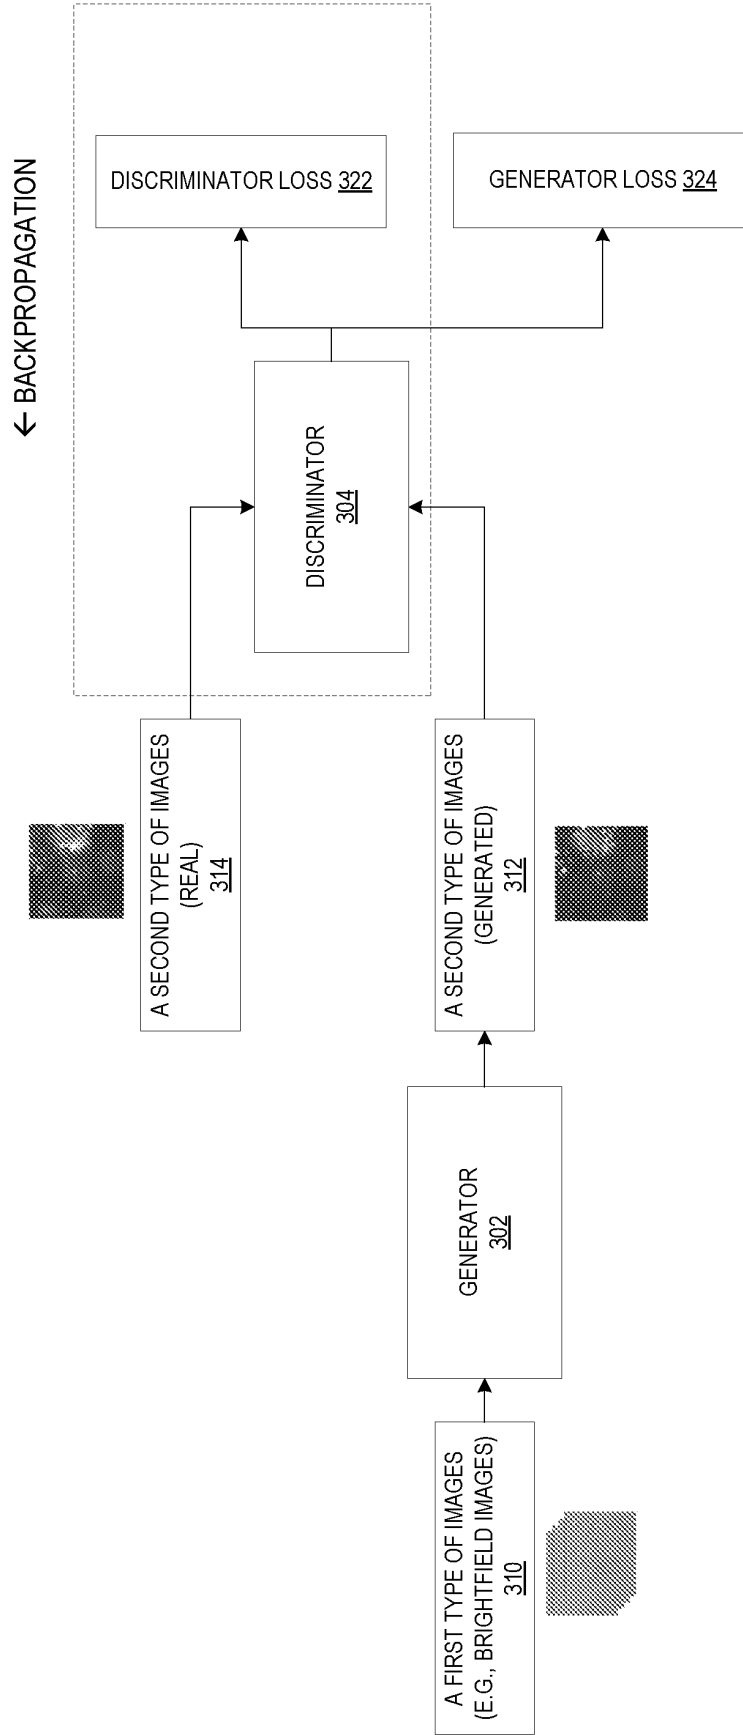 ← BACKPROPAGATION
DISCRIMINATOR LOSS 322
GENERATOR LOSS 324
DISCRIMINATOR
304
A SECOND TYPE OF IMAGES
(REAL)
314
A SECOND TYPE OF IMAGES
(GENERATED)
312
GENERATOR
302
A FIRST TYPE OF IMAGES
(E.G., BRIGHTFIELD IMAGES)
310